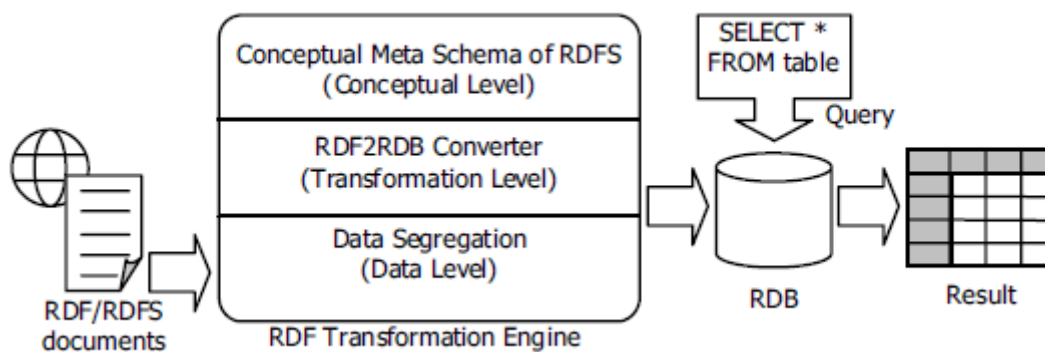 Conceptual Meta Schema of RDFS
(Conceptual Level)
RDF2RDB Converter
(Transformation Level)
Data Segregation
(Data Level)
RDF Transformation Engine
RDF/RDFS
documents
SELECT *
FROM table
Query
RDB
Result